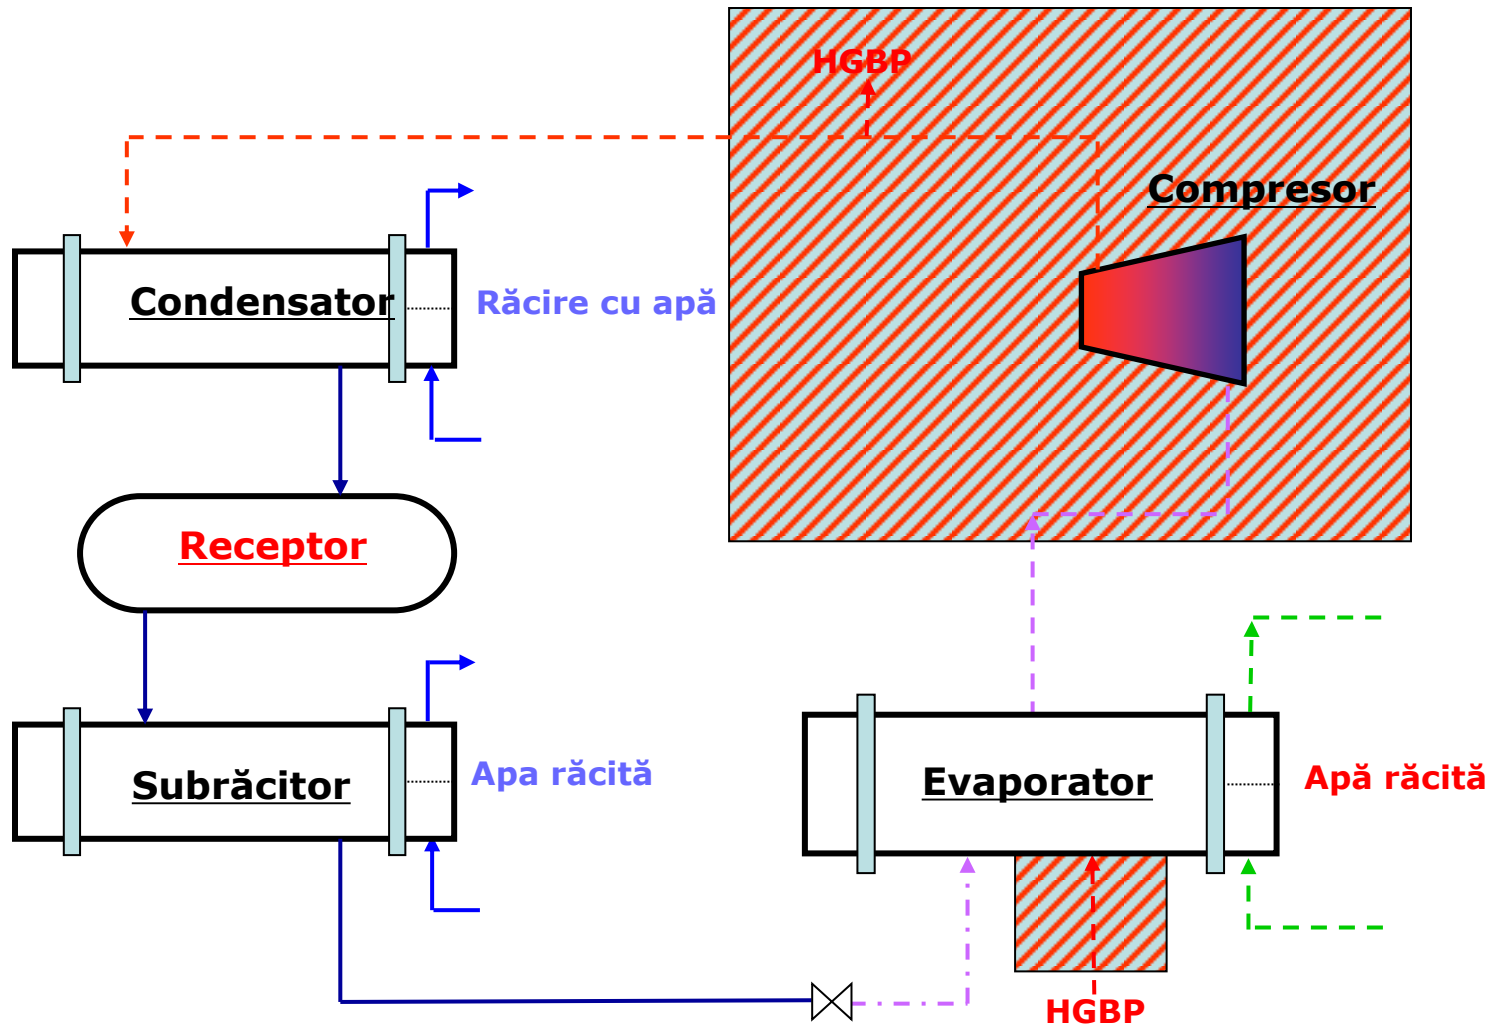 HGBP
Compresor
Condensator
Răcire cu apă
Receptor
Subrăcitor
Apa răcită
Evaporator
Apă răcită
HGBP